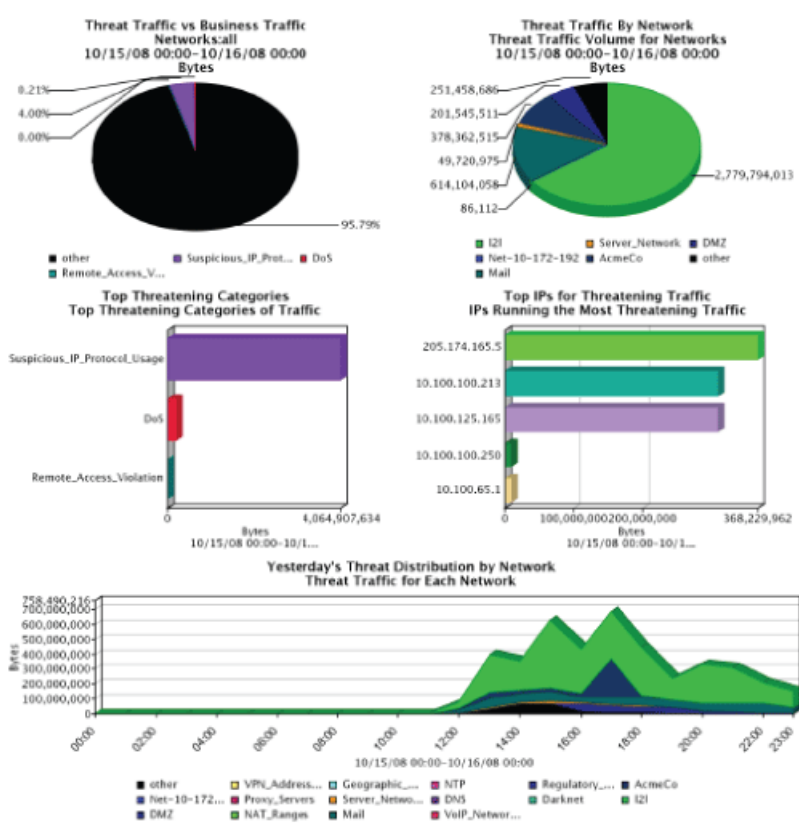 Threat Traffic vs Business Traffic
Networks:all
10/15/08 00:00-10/16/08 00:00
Bytes
0.21%
4.00%
0.00%
95.79%
other
Suspicious_IP_Prot...
DoS
Remote_Access_V...
Threat Traffic By Network
Threat Traffic Volume for Networks
10/15/08 00:00-10/16/08 00:00
Bytes
251,458,686
201,545,511
378,362,515
49,720,975
614,104,058
86,112
2,779,794,013
I2I
Server_Network
DMZ
Net-10-172-192
AcmeCo
other
Mail
Top Threatening Categories
Top Threatening Categories of Traffic
Suspicious_IP_Protocol_Usage
DoS
Remote_Access_Violation
0
4,064,907,634
Bytes
10/15/08 00:00-10/1...
Top IPs for Threatening Traffic
IPs Running the Most Threatening Traffic
205.174.165.5
10.100.100.213
10.100.125.165
10.100.100.250
10.100.65.1
0
100,000,000
200,000,000
368,229,962
Bytes
10/15/08 00:00-10/1...
Yesterday's Threat Distribution by Network
Threat Traffic for Each Network
758,490,216
700,000,000
600,000,000
500,000,000
400,000,000
300,000,000
200,000,000
100,000,000
0
Bytes
00:00
02:00
04:00
06:00
08:00
10:00
12:00
14:00
16:00
18:00
20:00
22:00
23:00
10/15/08 00:00-10/16/08 00:00
other
VPN_Address...
Geographic_...
NTP
Regulatory_...
AcmeCo
Net-10-172...
Proxy_Servers
Server_Netwo...
DNS
Darknet
I2I
DMZ
NAT_Ranges
Mail
VoIP_Networ...